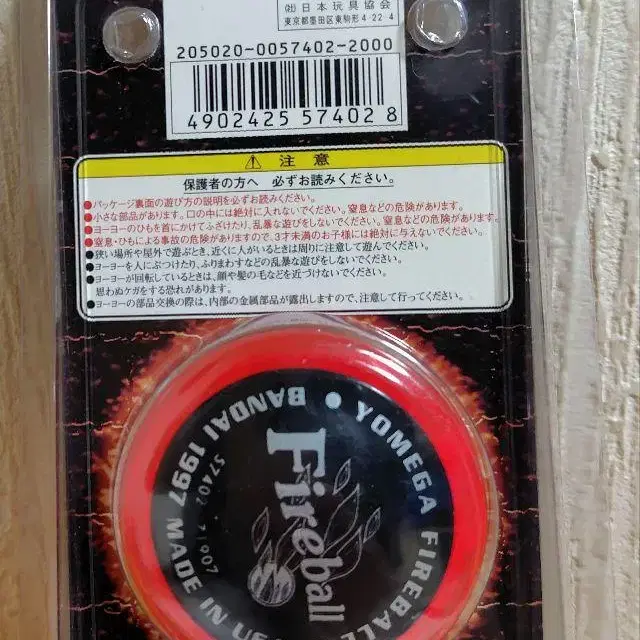 ㈳日本玩具協会
東京都墨田区東駒形4-22-4
205020-0057402-2000
4902425 57402 8
⚠ 注意
保護者の方へ 必ずお読みください。
●パッケージ裏面の遊び方の説明を必ずお読みください。
●小さな部品があります。口の中には絶対に入れないでください。窒息などの危険があります。
●ヨーヨーのひもを首にかけてふざけたり、乱暴な遊びをしないでください。窒息などの危険があります。
●窒息・ひもによる事故の危険がありますので、3才未満のお子様には絶対に与えないでください。
●狭い場所や屋外で遊ぶとき、近くに人がいるときは周りに注意して遊んでください。
●ヨーヨーを人にぶつけたり、ふりまわすなどの乱暴な遊びをしないでください。
●ヨーヨーが回転しているときは、顔や髪の毛などを近づけないでください。
思わぬケガをする恐れがあります。
●ヨーヨーの部品交換の際は、内部の金属部品が露出しますので、注意して行ってください。
YOMEGA FIREBALL
● BANDAI 1997 MADE IN USA
Fireball
57402 71607